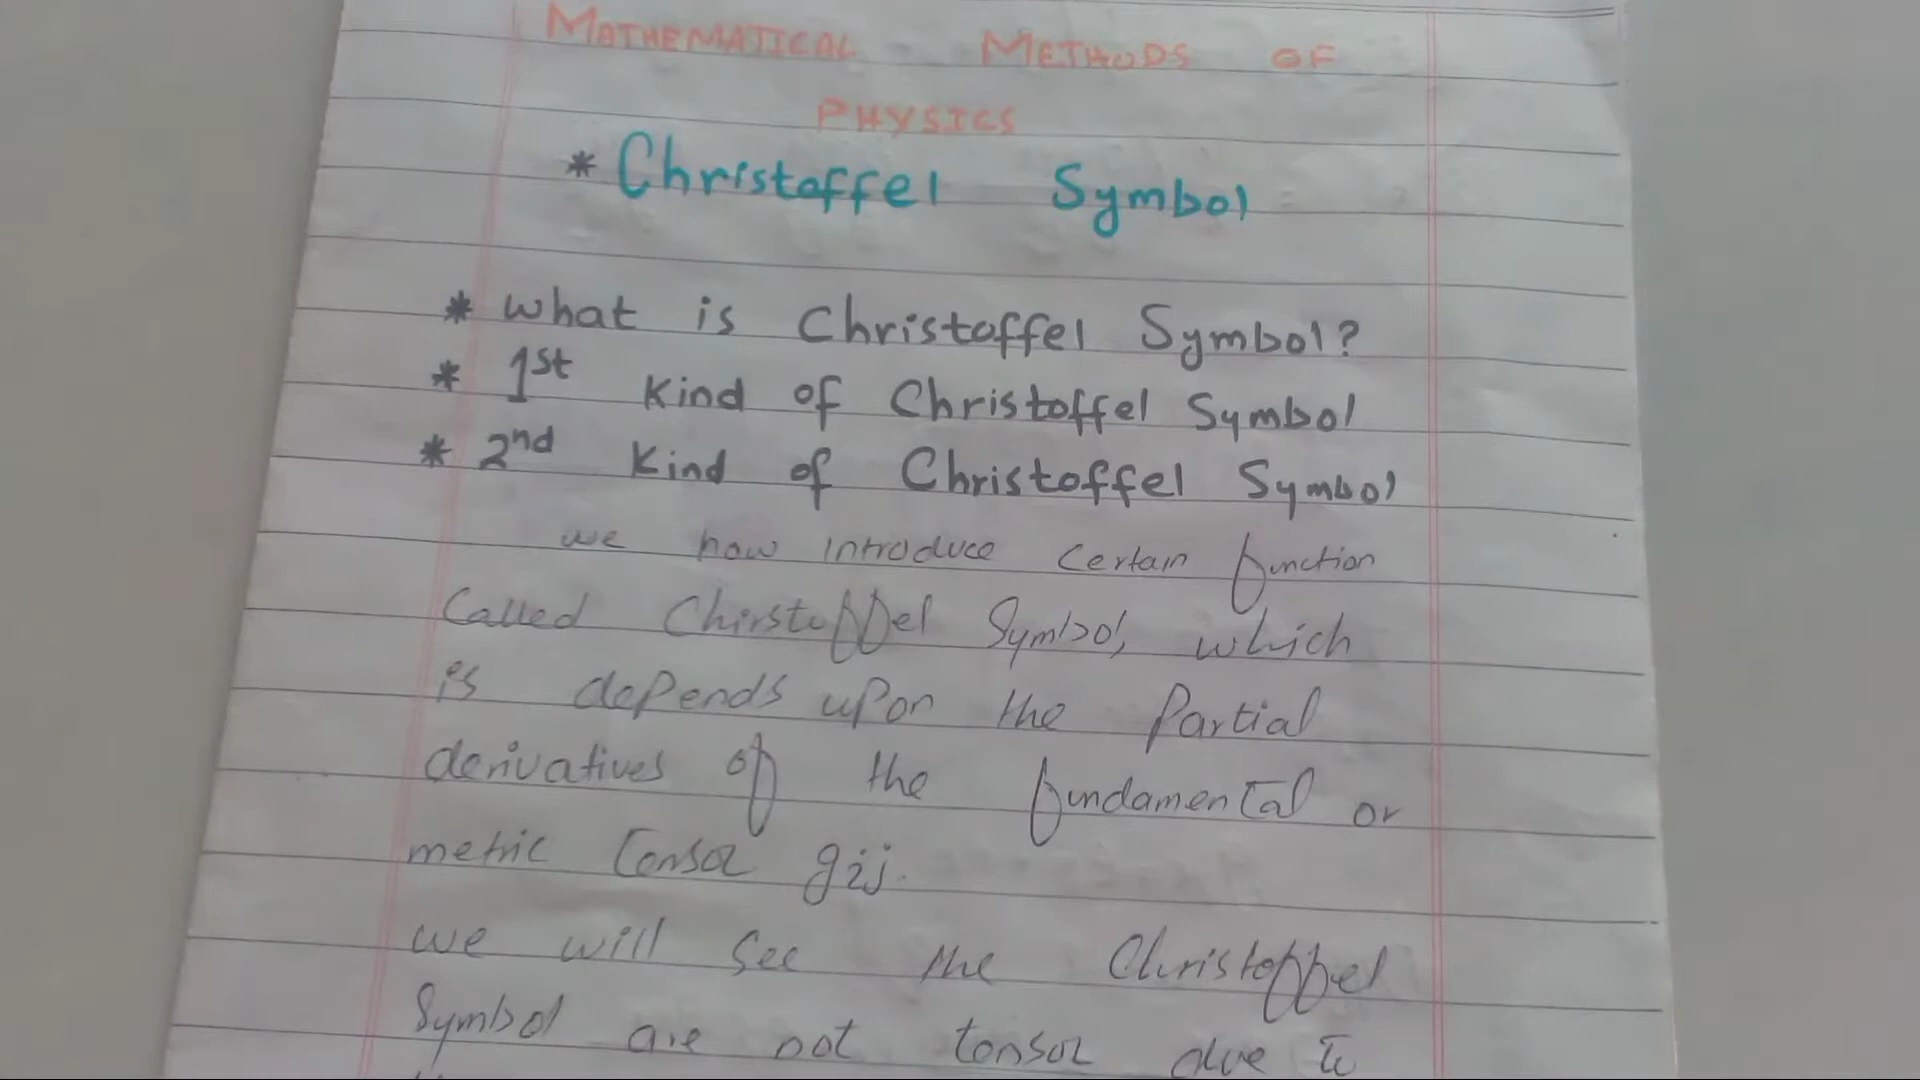 MATHEMATICAL METHODS OF
PHYSICS
* Christoffel Symbol
* what is Christoffel Symbol?
* 1st Kind of Christoffel Symbol
* 2nd Kind of Christoffel Symbol
we now introduce certain function
Called Chirstoffel Symbol, which
is depends upon the Partial
derivatives of the fundamental or
metric tensor gij.
we will see the Christoffel
Symbol are not tensor due to